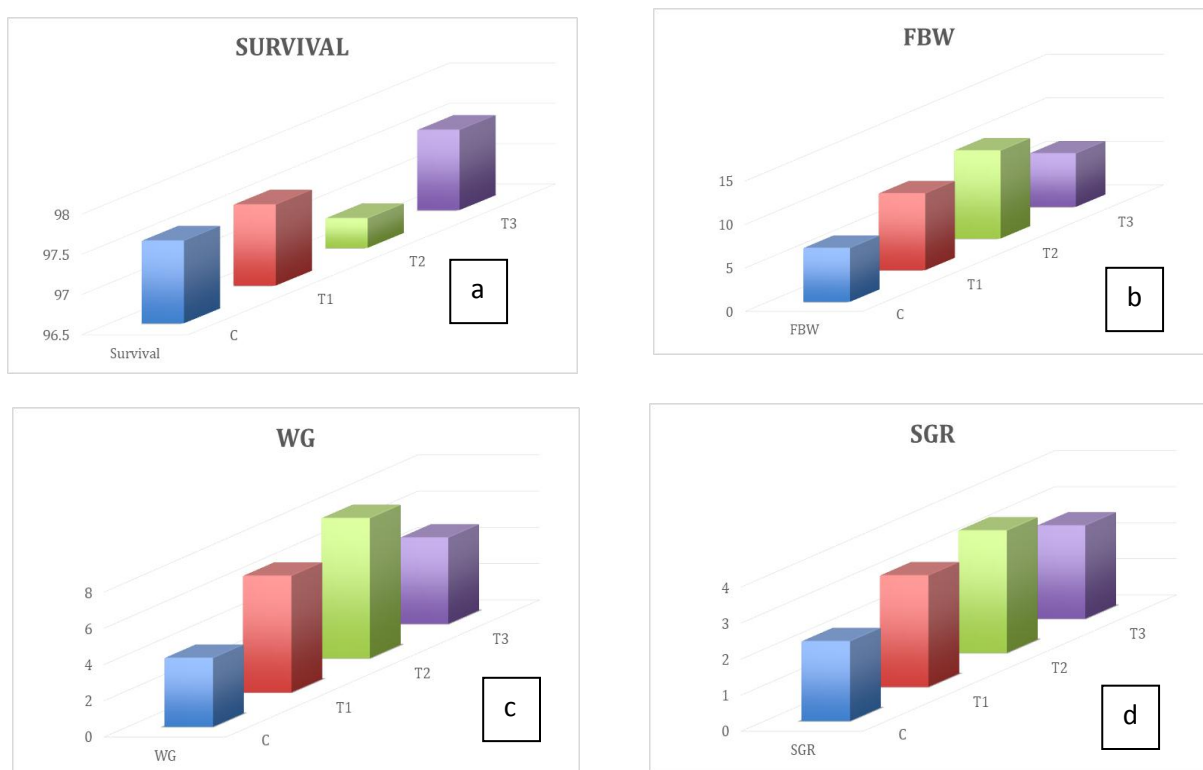 SURVIVAL
98
97.5
97
96.5
Survival
C
T1
T2
T3
a
FBW
15
10
5
0
FBW
C
T1
T2
T3
b
WG
8
6
4
2
0
WG
C
T1
T2
T3
c
SGR
4
3
2
1
0
SGR
C
T1
T2
T3
d